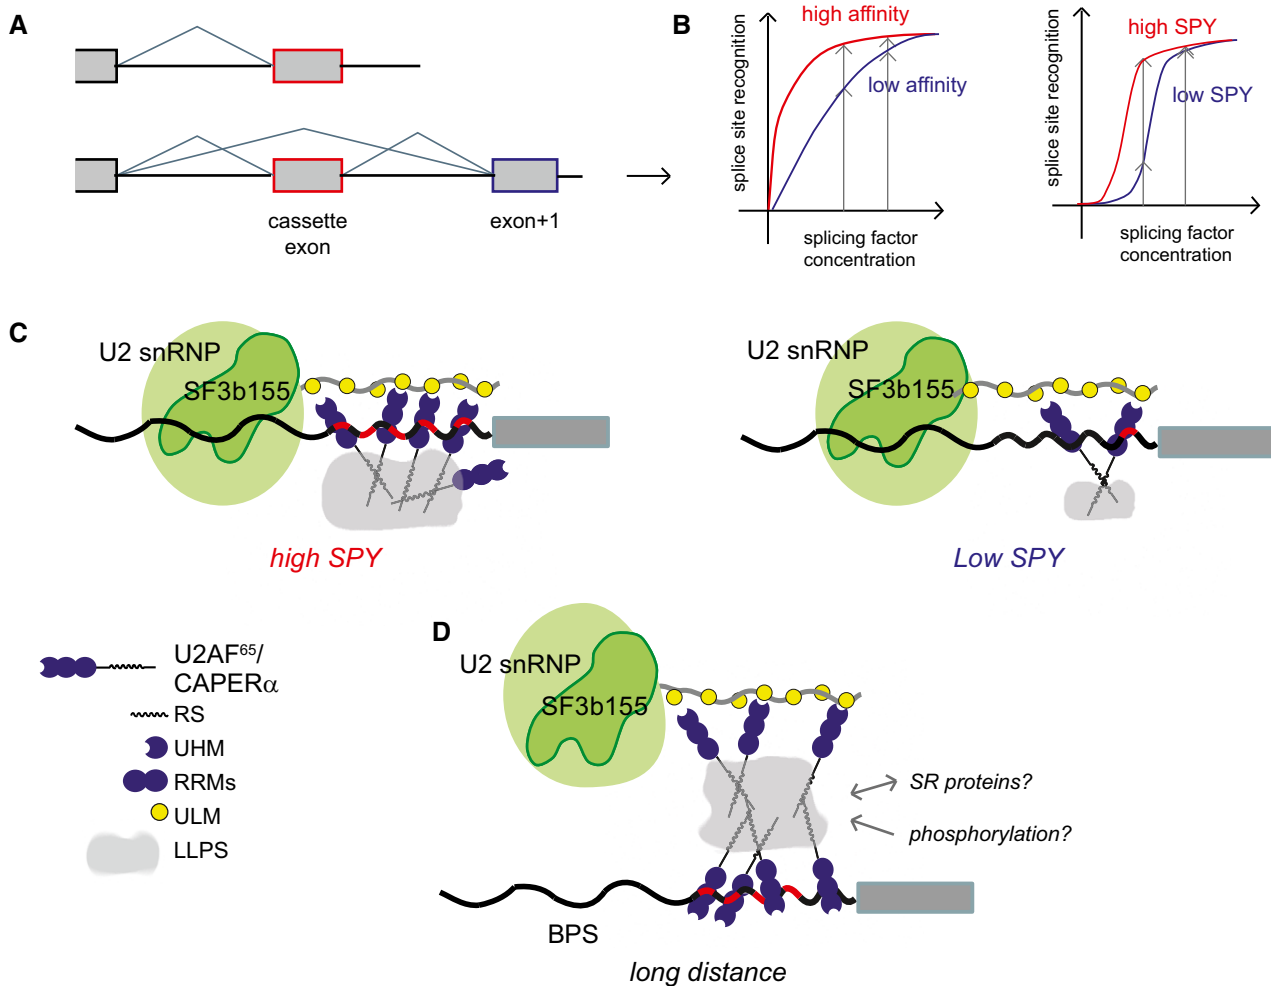 A
cassette
exon
exon+1
B
splice site recognition
high affinity
low affinity
splicing factor
concentration
splice site recognition
high SPY
low SPY
splicing factor
concentration
C
U2 snRNP
SF3b155
high SPY
U2 snRNP
SF3b155
Low SPY
U2AF⁶⁵/
CAPERα
RS
UHM
RRMs
ULM
LLPS
D
U2 snRNP
SF3b155
SR proteins?
phosphorylation?
BPS
long distance